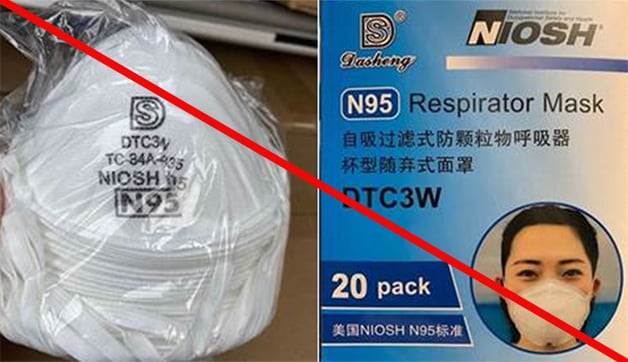 DS
DTC3W
NIOSH
N95
DS
Dasheng
NIOSH
National Institute for
Occupational Safety and Health
N95 Respirator Mask
自吸过滤式防颗粒物呼吸器
杯型随弃式面罩
DTC3W
20 pack
美国NIOSH N95标准